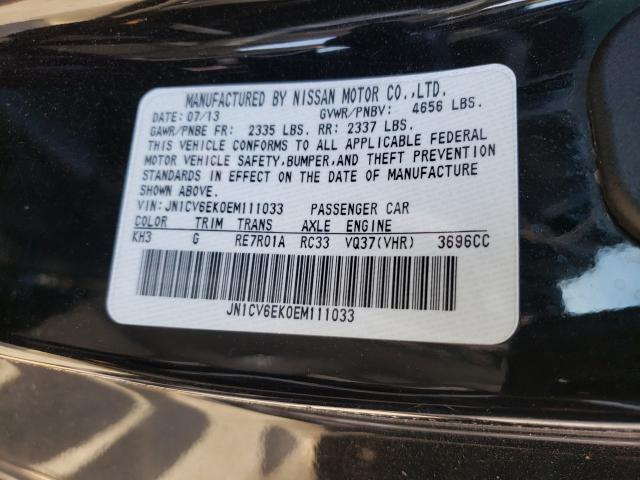 MANUFACTURED BY NISSAN MOTOR CO.,LTD.
DATE: 07/13 GVWR/PNBV: 4656 LBS.
GAWR/PNBE FR: 2335 LBS. RR: 2337 LBS.
THIS VEHICLE CONFORMS TO ALL APPLICABLE FEDERAL
MOTOR VEHICLE SAFETY, BUMPER, AND THEFT PREVENTION
STANDARDS IN EFFECT ON THE DATE OF MANUFACTURE
SHOWN ABOVE.
VIN: JN1CV6EK0EM111033 PASSENGER CAR
COLOR TRIM TRANS AXLE ENGINE
KH3 G RE7R01A RC33 VQ37(VHR) 3696CC
JN1CV6EK0EM111033